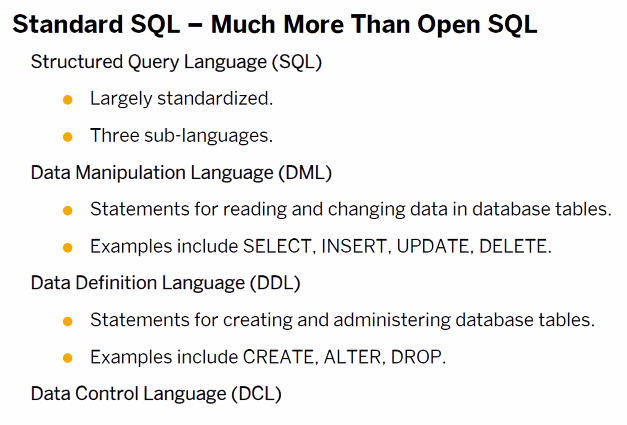 Standard SQL – Much More Than Open SQL
Structured Query Language (SQL)
Largely standardized.
Three sub-languages.
Data Manipulation Language (DML)
Statements for reading and changing data in database tables.
Examples include SELECT, INSERT, UPDATE, DELETE.
Data Definition Language (DDL)
Statements for creating and administering database tables.
Examples include CREATE, ALTER, DROP.
Data Control Language (DCL)